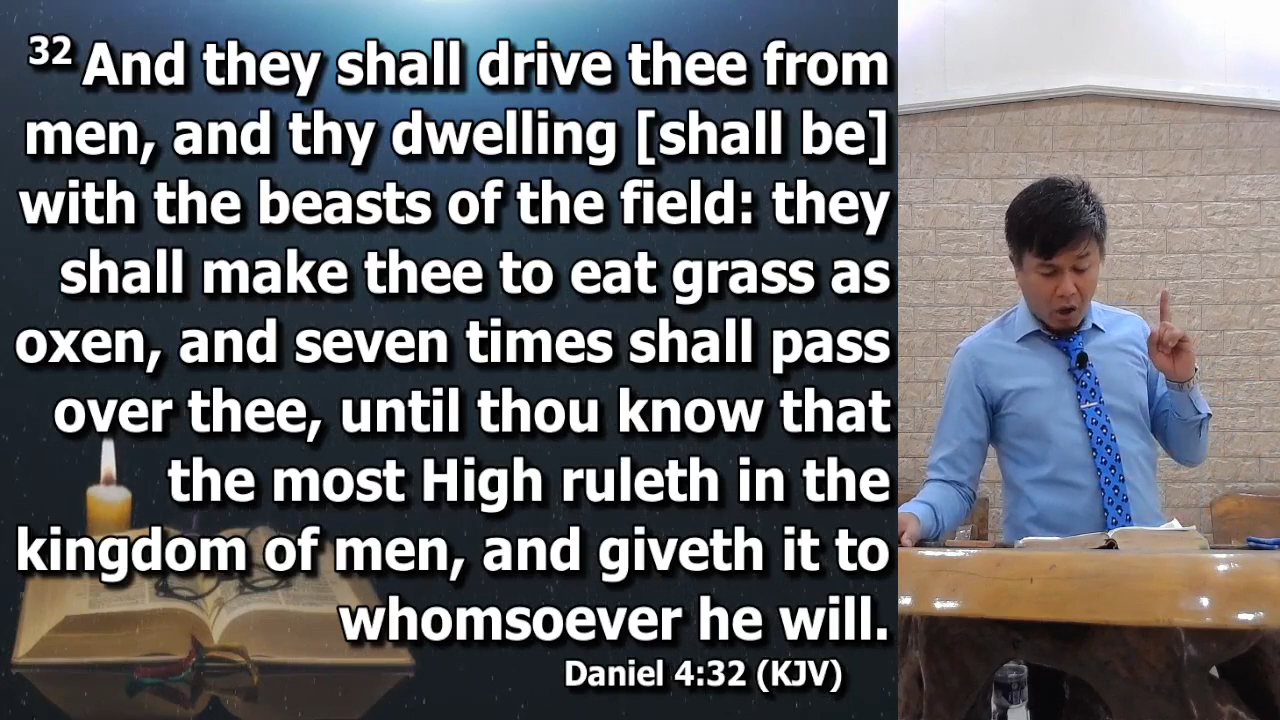 32 And they shall drive thee from
men, and thy dwelling [shall be]
with the beasts of the field: they
shall make thee to eat grass as
oxen, and seven times shall pass
over thee, until thou know that
the most High ruleth in the
kingdom of men, and giveth it to
whomsoever he will.
Daniel 4:32 (KJV)